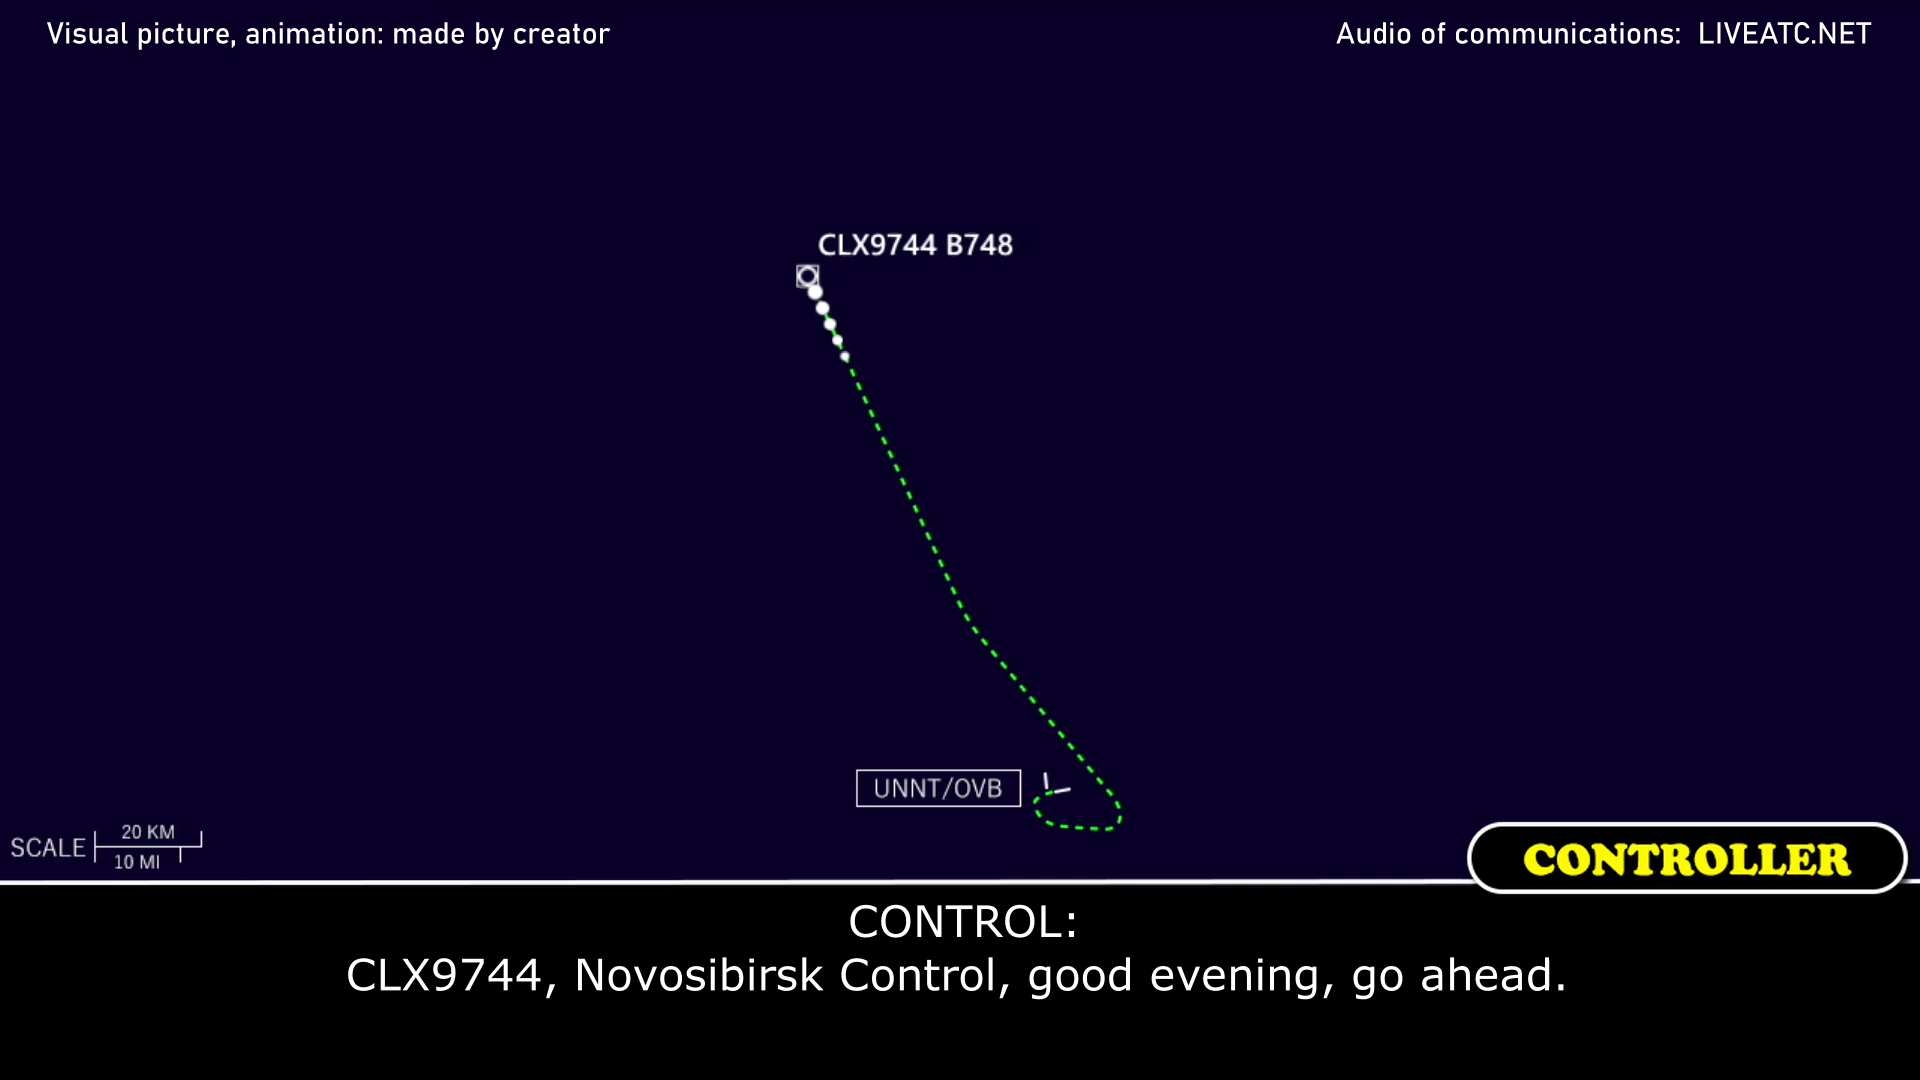 Visual picture, animation: made by creator
Audio of communications: LIVEATC.NET
CLX9744 B748
UNNT/OVB
SCALE
20 KM
10 MI
CONTROLLER
CONTROL:
CLX9744, Novosibirsk Control, good evening, go ahead.